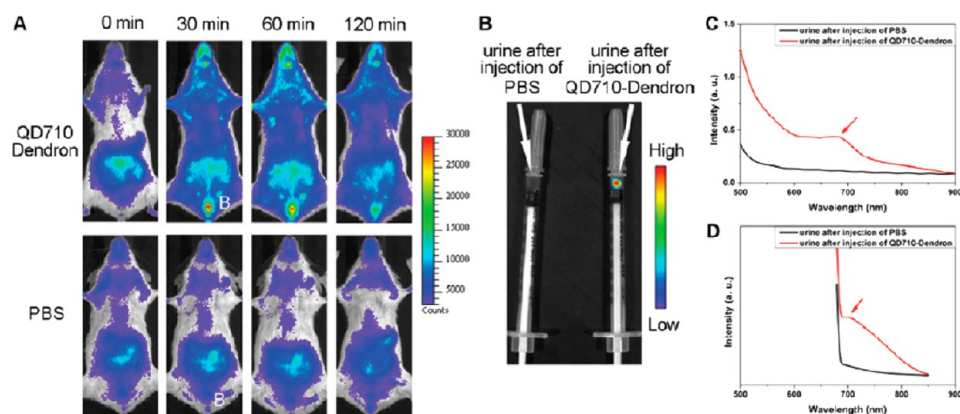 A
0 min
30 min
60 min
120 min
QD710
Dendron
B
PBS
B
30000
25000
20000
15000
10000
5000
Counts
B
urine after
injection of
PBS
urine after
injection of
QD710-Dendron
High
Low
C
urine after injection of PBS
urine after injection of QD710-Dendron
Intensity (a. u.)
1.5
1.0
0.5
0.0
500
600
700
800
900
Wavelength (nm)
D
urine after injection of PBS
urine after injection of QD710-Dendron
Intensity (a. u.)
500
600
700
800
900
Wavelength (nm)